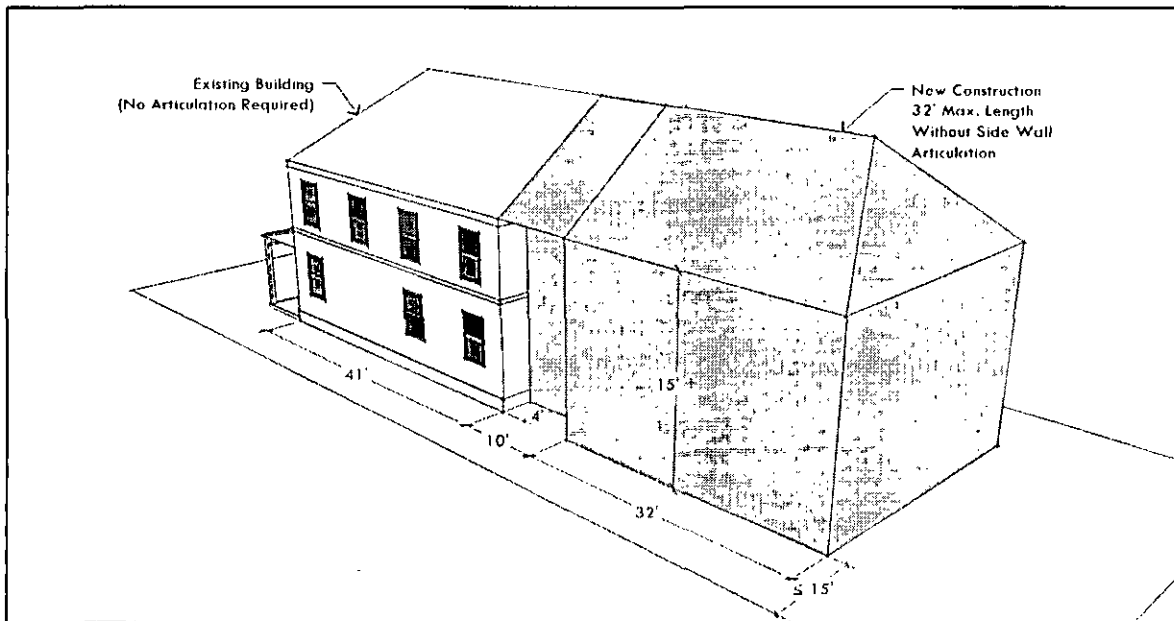 Existing Building
(No Articulation Required)
New Construction
32' Max. Length
Without Side Wall
Articulation
41'
4'
15' +
10'
32'
≤ 15'